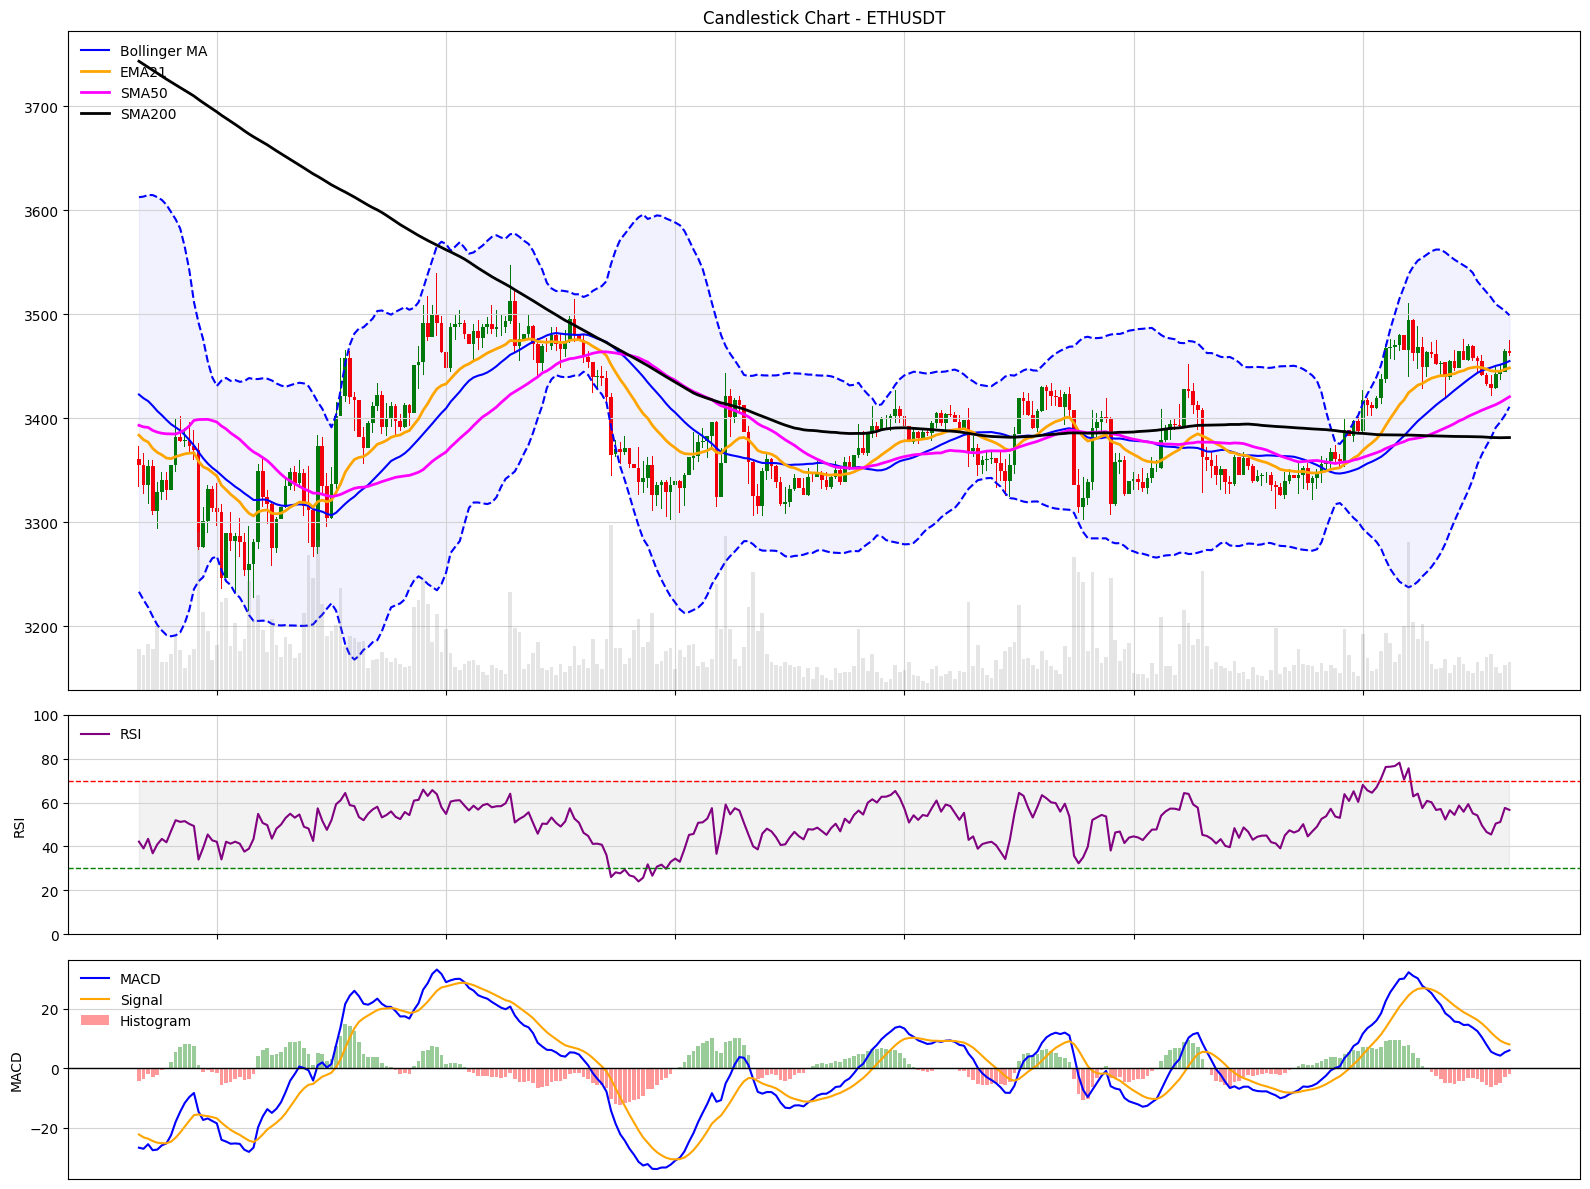 Candlestick Chart - ETHUSDT
Bollinger MA
EMA21
SMA50
SMA200
3700
3600
3500
3400
3300
3200
100
80
60
40
20
0
RSI
RSI
20
0
−20
MACD
MACD
Signal
Histogram